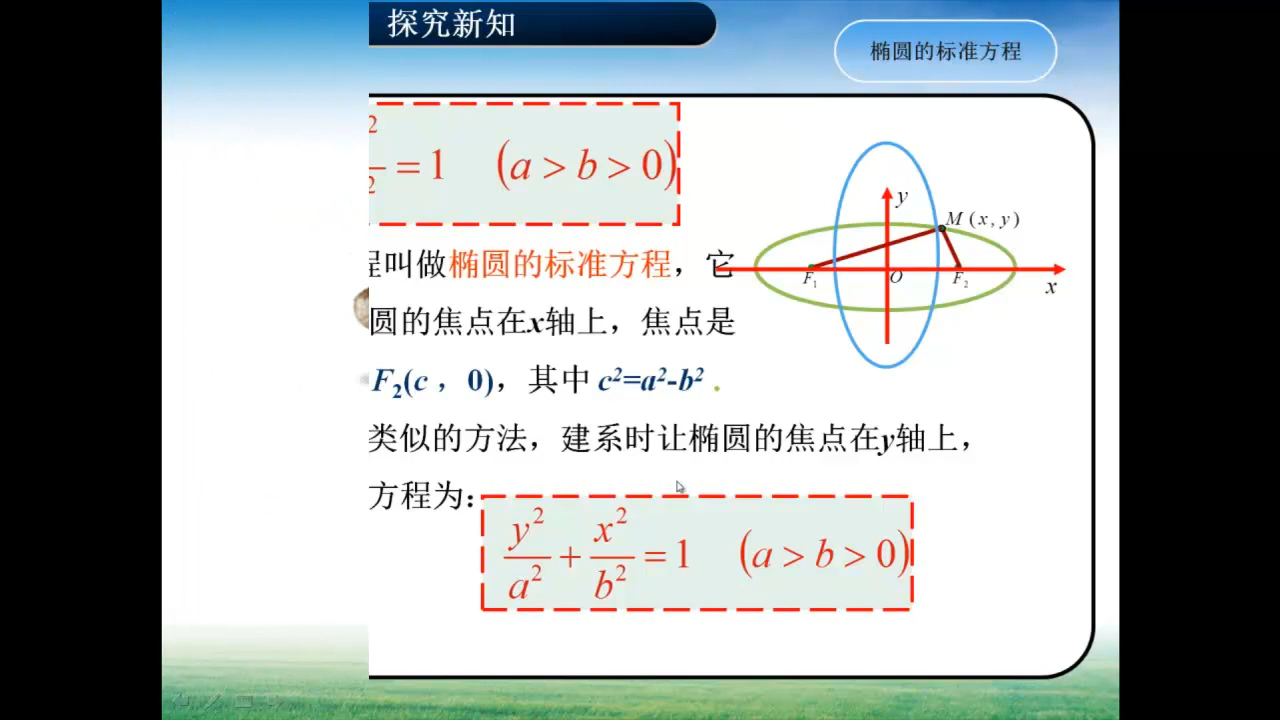 探究新知
椭圆的标准方程
= 1 (a > b > 0)
y
M (x, y)
F₁ O F₂
x
叫做椭圆的标准方程，它
圆的焦点在x轴上，焦点是
F₂(c ，0)，其中 c²=a²-b² .
类似的方法，建系时让椭圆的焦点在y轴上，
方程为：
y²/a² + x²/b² = 1 (a > b > 0)